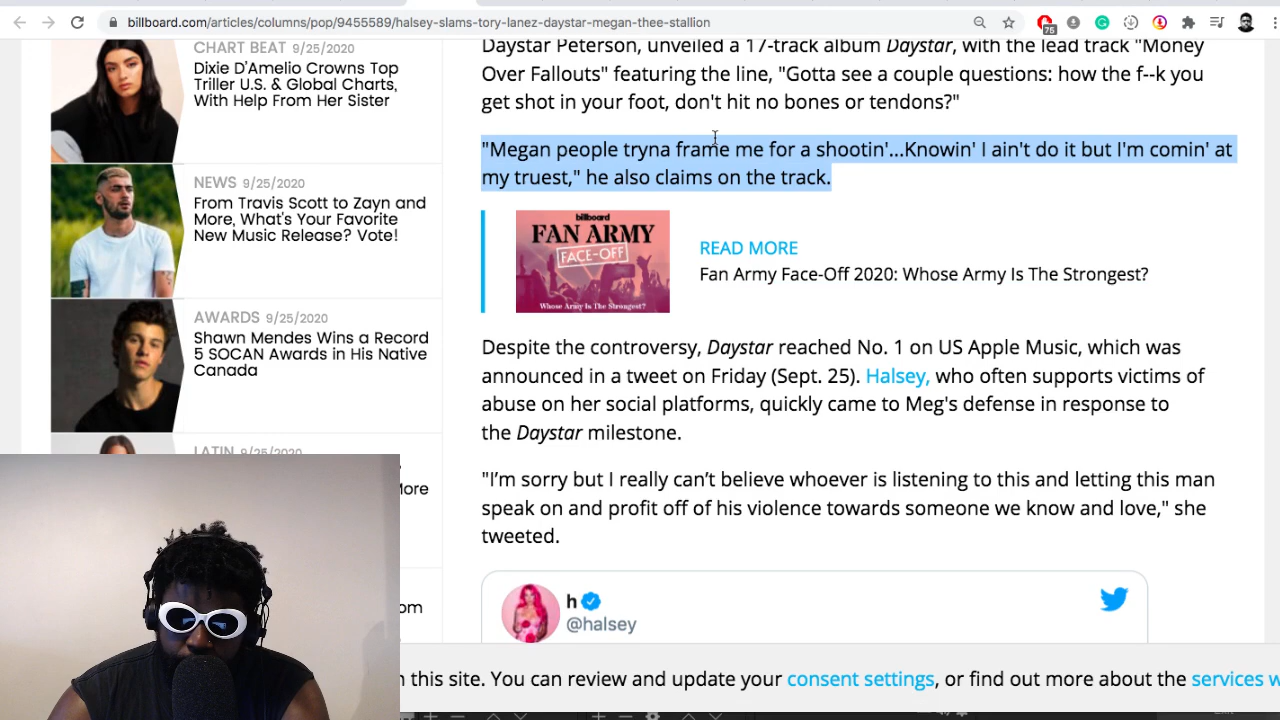 billboard.com/articles/columns/pop/9455589/halsey-slams-tory-lanez-daystar-megan-thee-stallion
75
CHART BEAT 9/25/2020
Dixie D'Amelio Crowns Top
Triller U.S. & Global Charts,
With Help From Her Sister
NEWS 9/25/2020
From Travis Scott to Zayn and
More, What's Your Favorite
New Music Release? Vote!
AWARDS 9/25/2020
Shawn Mendes Wins a Record
5 SOCAN Awards in His Native
Canada
LATIN 9/25/2020
More
om
Daystar Peterson, unveiled a 17-track album Daystar, with the lead track "Money
Over Fallouts" featuring the line, "Gotta see a couple questions: how the f--k you
get shot in your foot, don't hit no bones or tendons?"
"Megan people tryna frame me for a shootin'...Knowin' I ain't do it but I'm comin' at
my truest," he also claims on the track.
billboard
FAN ARMY
FACE-OFF
Whose Army Is The Strongest?
READ MORE
Fan Army Face-Off 2020: Whose Army Is The Strongest?
Despite the controversy, Daystar reached No. 1 on US Apple Music, which was
announced in a tweet on Friday (Sept. 25). Halsey, who often supports victims of
abuse on her social platforms, quickly came to Meg's defense in response to
the Daystar milestone.
"I'm sorry but I really can't believe whoever is listening to this and letting this man
speak on and profit off of his violence towards someone we know and love," she
tweeted.
h
@halsey
n this site. You can review and update your consent settings, or find out more about the services w